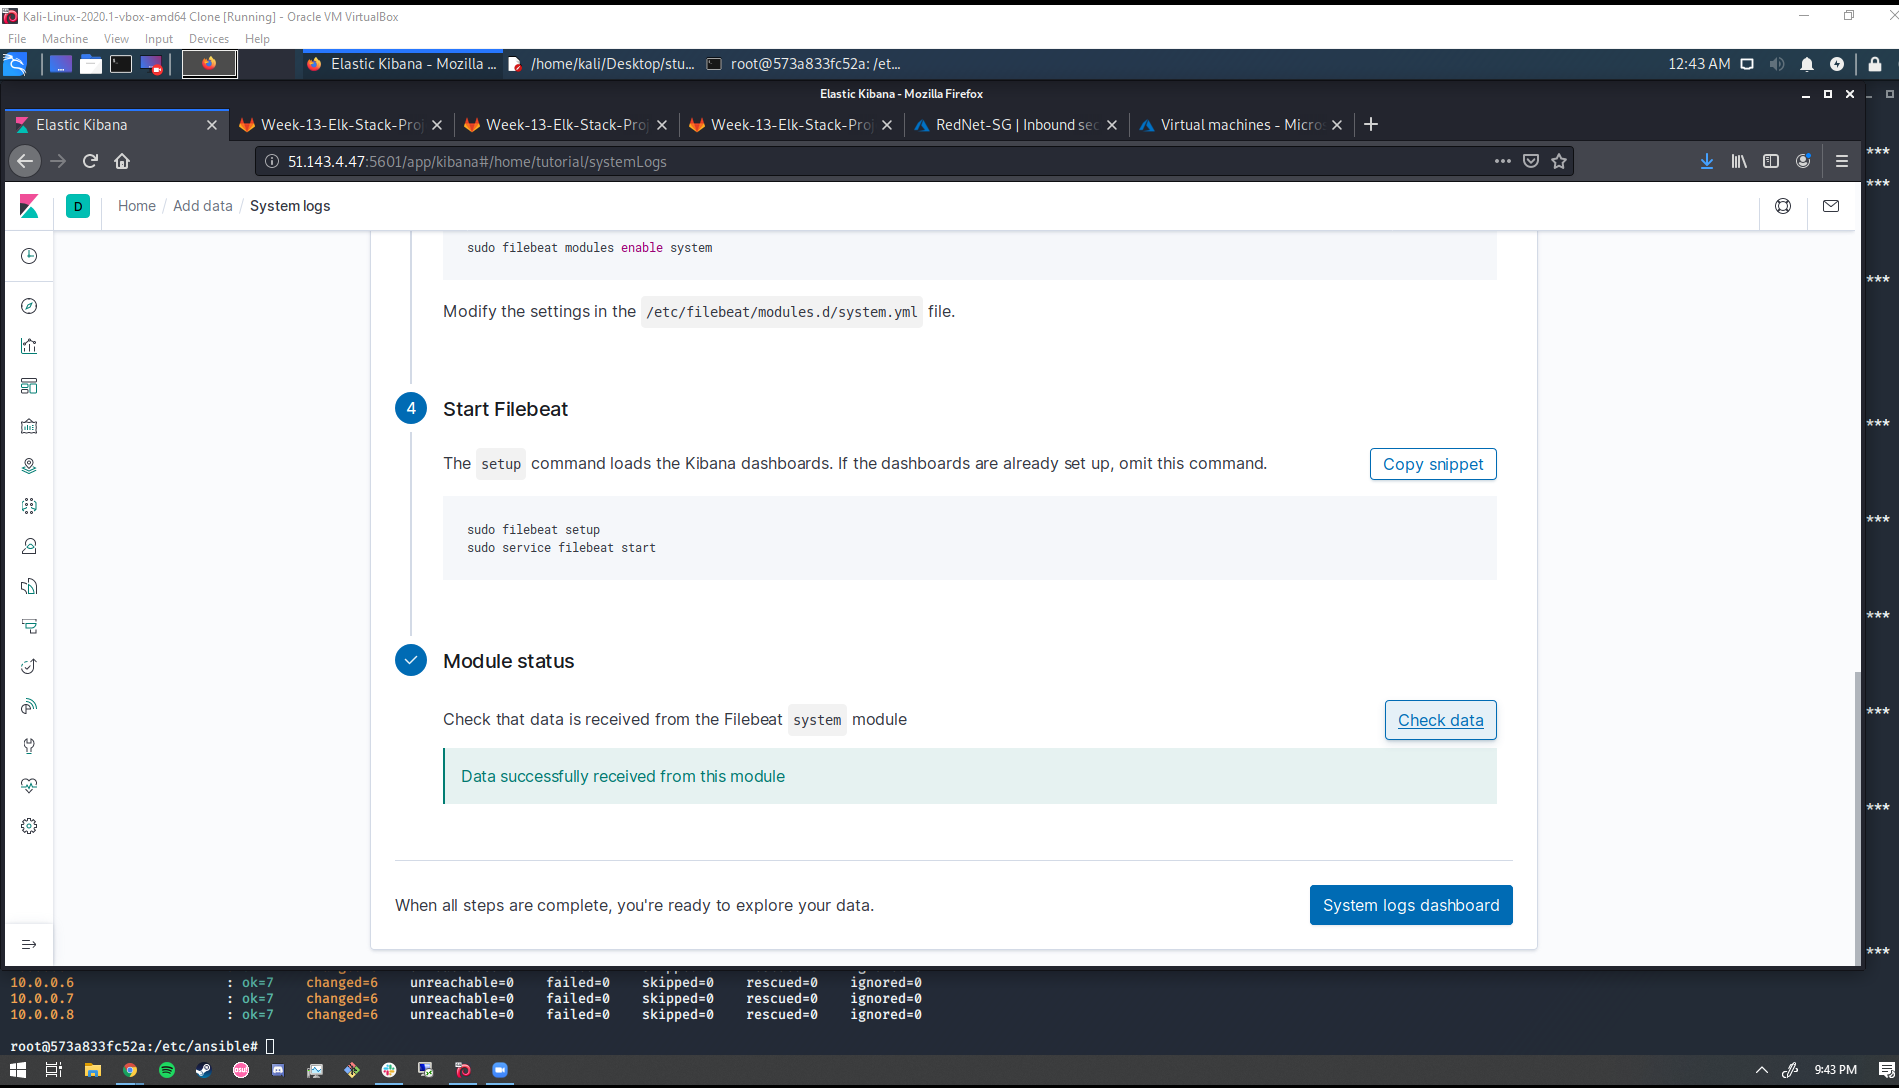 Kali-Linux-2020.1-vbox-amd64 Clone [Running] - Oracle VM VirtualBox
File Machine View Input Devices Help
Elastic Kibana - Mozilla ... /home/kali/Desktop/stu... root@573a833fc52a: /et... 12:43 AM
Elastic Kibana - Mozilla Firefox
Elastic Kibana Week-13-Elk-Stack-Proj Week-13-Elk-Stack-Proj Week-13-Elk-Stack-Proj RedNet-SG | Inbound sec Virtual machines - Micros
51.143.4.47:5601/app/kibana#/home/tutorial/systemLogs
D Home / Add data / System logs
sudo filebeat modules enable system
Modify the settings in the /etc/filebeat/modules.d/system.yml file.
4 Start Filebeat
The setup command loads the Kibana dashboards. If the dashboards are already set up, omit this command. Copy snippet
sudo filebeat setup
sudo service filebeat start
Module status
Check that data is received from the Filebeat system module Check data
Data successfully received from this module
When all steps are complete, you're ready to explore your data. System logs dashboard
10.0.0.6 : ok=7 changed=6 unreachable=0 failed=0 skipped=0 rescued=0 ignored=0
10.0.0.7 : ok=7 changed=6 unreachable=0 failed=0 skipped=0 rescued=0 ignored=0
10.0.0.8 : ok=7 changed=6 unreachable=0 failed=0 skipped=0 rescued=0 ignored=0
root@573a833fc52a:/etc/ansible#
9:43 PM